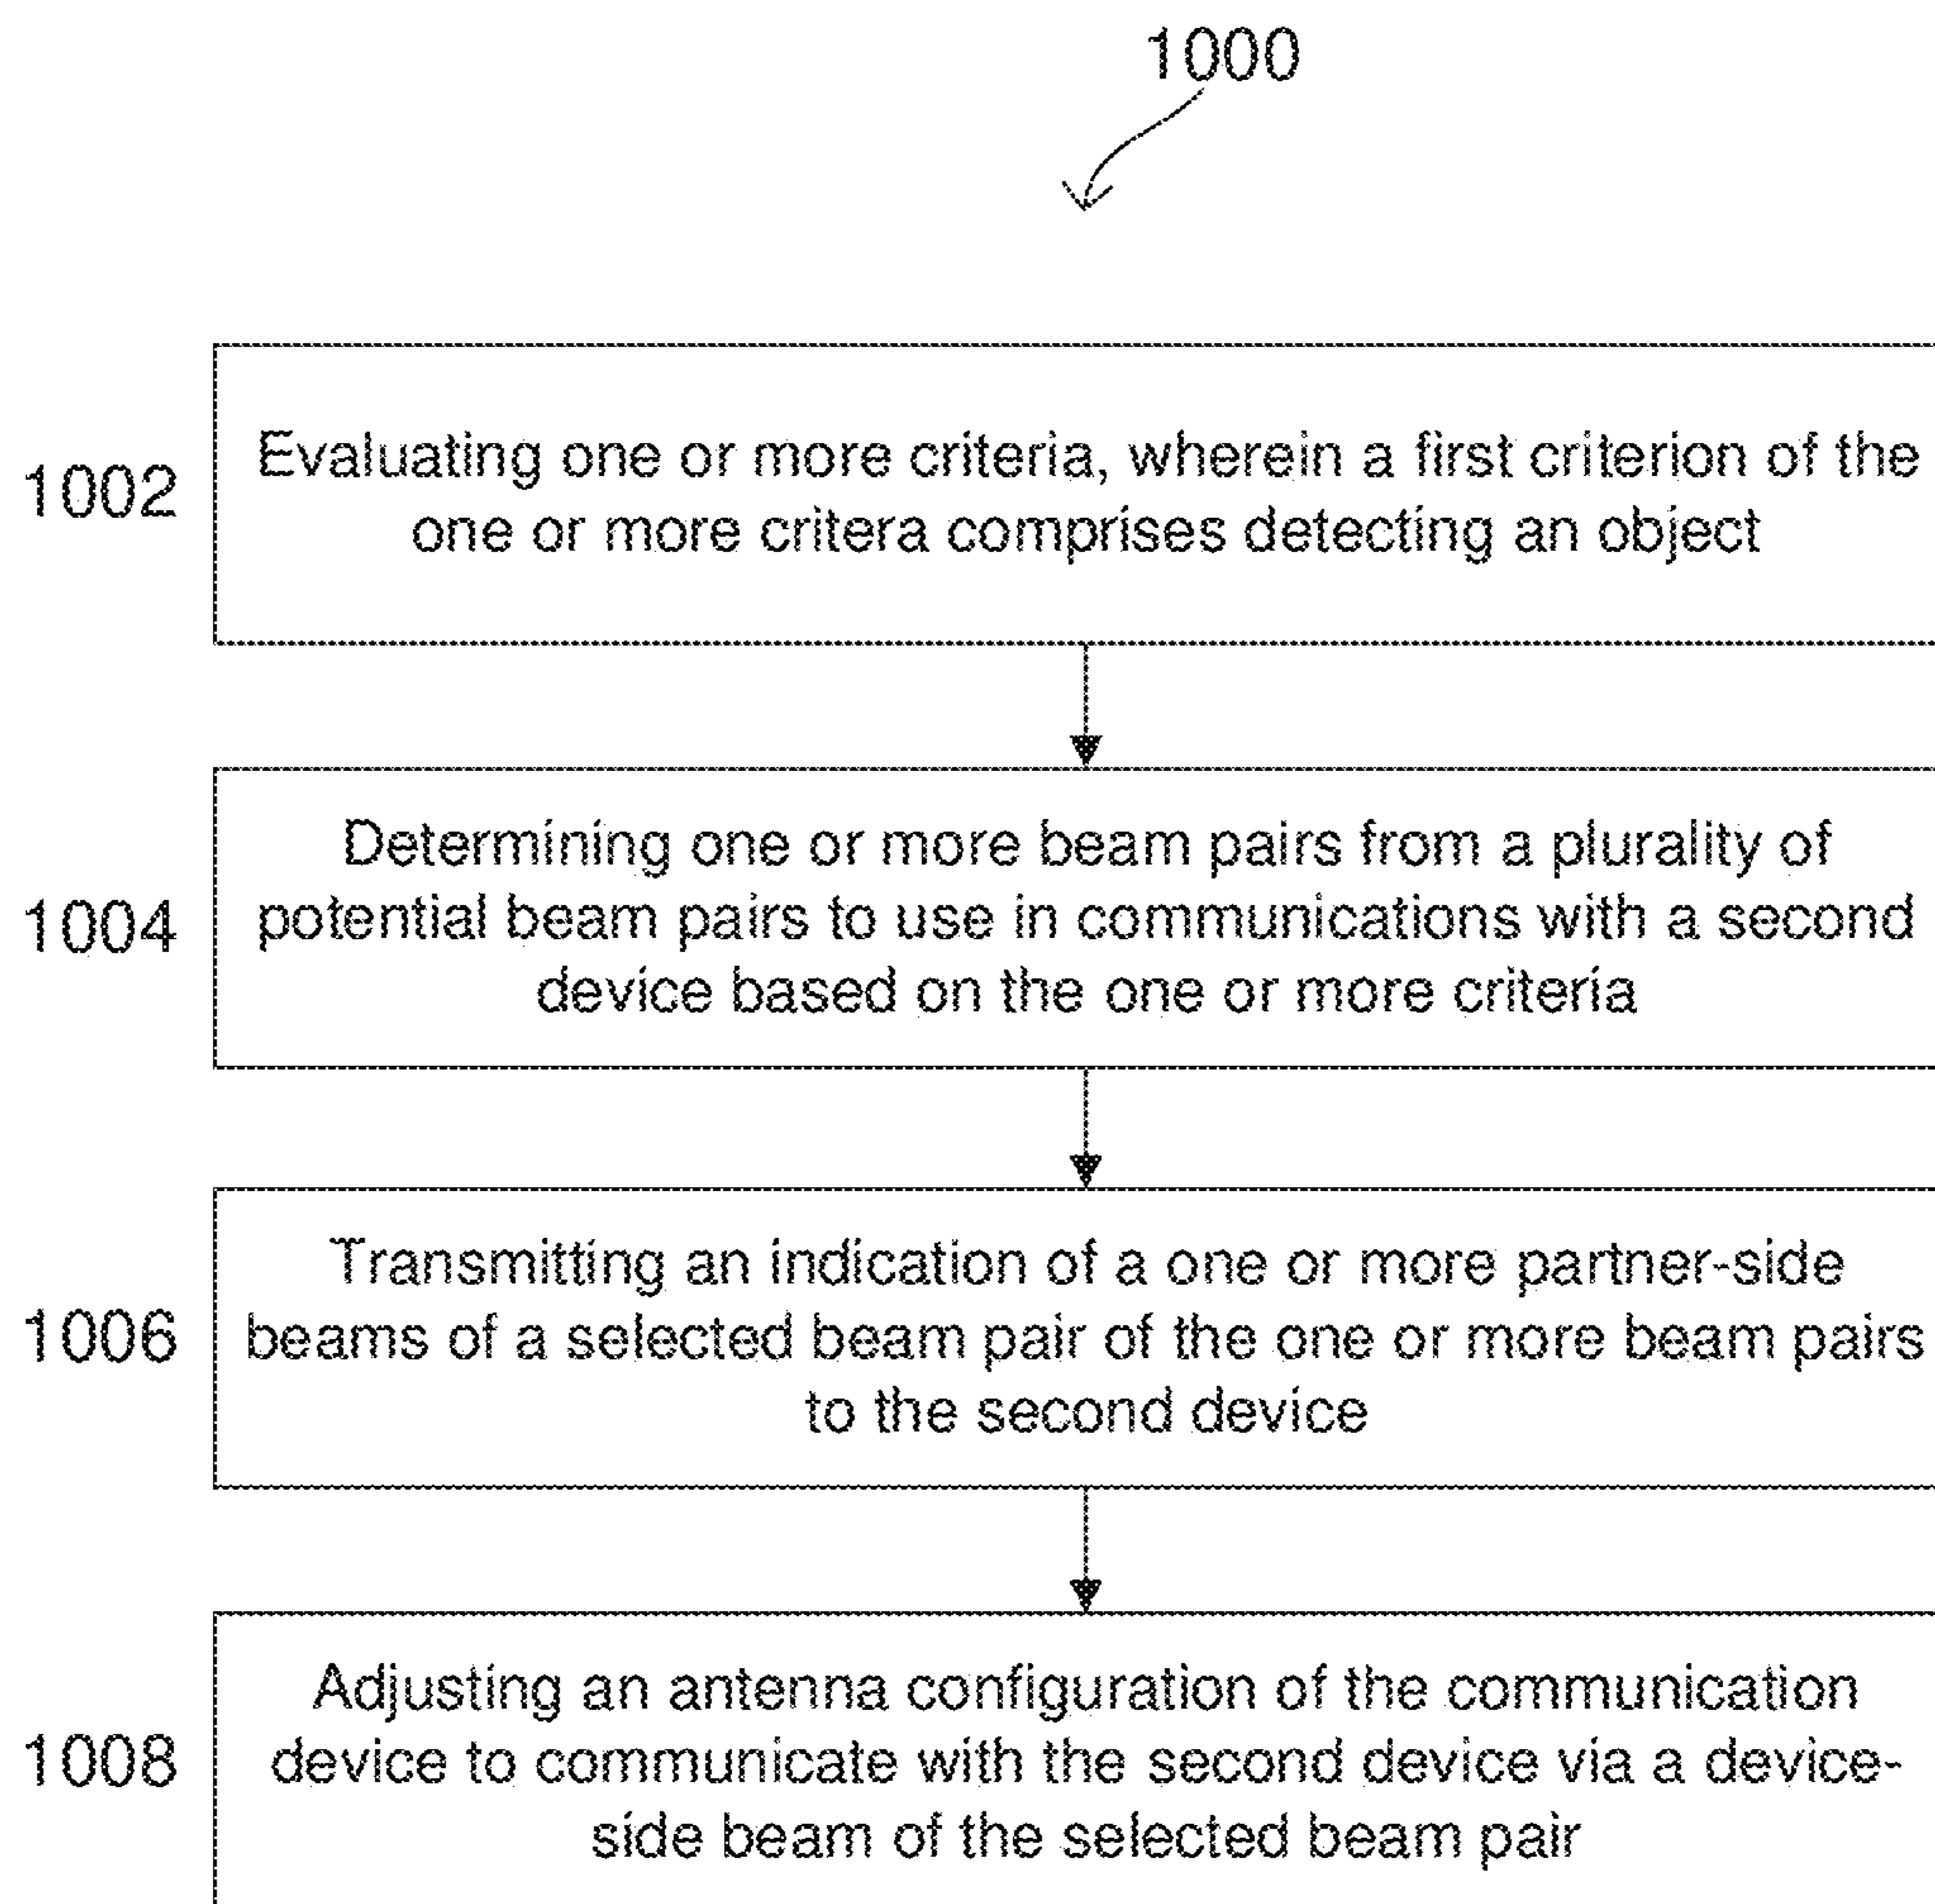 1000
1002
Evaluating one or more criteria, wherein a first criterion of the
one or more critera comprises detecting an object
1004
Determining one or more beam pairs from a plurality of
potential beam pairs to use in communications with a second
device based on the one or more criteria
1006
Transmitting an indication of a one or more partner-side
beams of a selected beam pair of the one or more beam pairs
to the second device
1008
Adjusting an antenna configuration of the communication
device to communicate with the second device via a device-
side beam of the selected beam pair